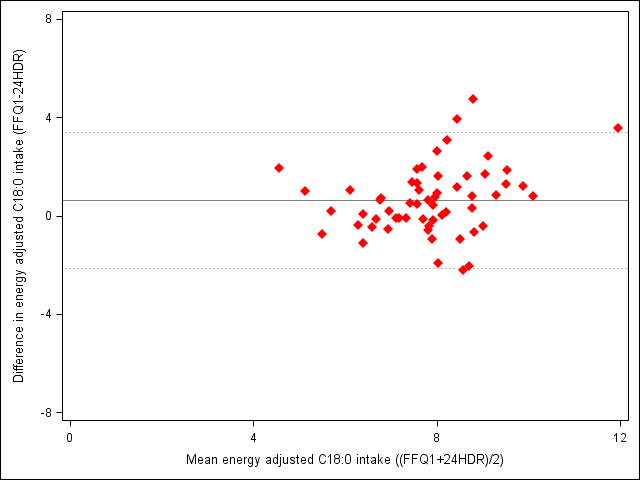 Difference in energy adjusted C18:0 intake (FFQ1-24HDR)
8
4
0
-4
-8
0 4 8 12
Mean energy adjusted C18:0 intake ((FFQ1+24HDR)/2)